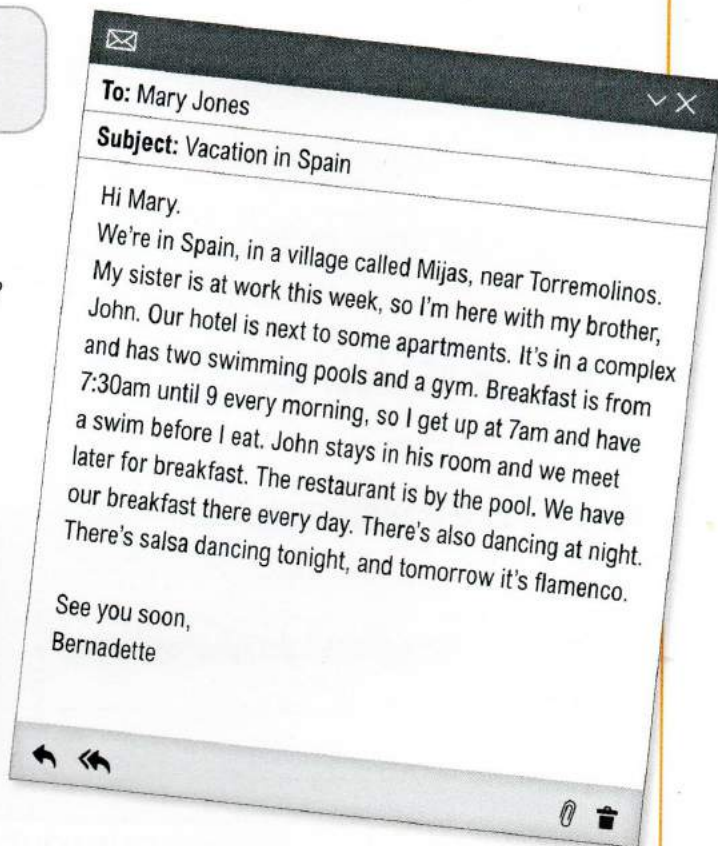 To: Mary Jones
Subject: Vacation in Spain
Hi Mary.
We're in Spain, in a village called Mijas, near Torremolinos.
My sister is at work this week, so I'm here with my brother,
John. Our hotel is next to some apartments. It's in a complex
and has two swimming pools and a gym. Breakfast is from
7:30am until 9 every morning, so I get up at 7am and have
a swim before I eat. John stays in his room and we meet
later for breakfast. The restaurant is by the pool. We have
our breakfast there every day. There's also dancing at night.
There's salsa dancing tonight, and tomorrow it's flamenco.
See you soon,
Bernadette